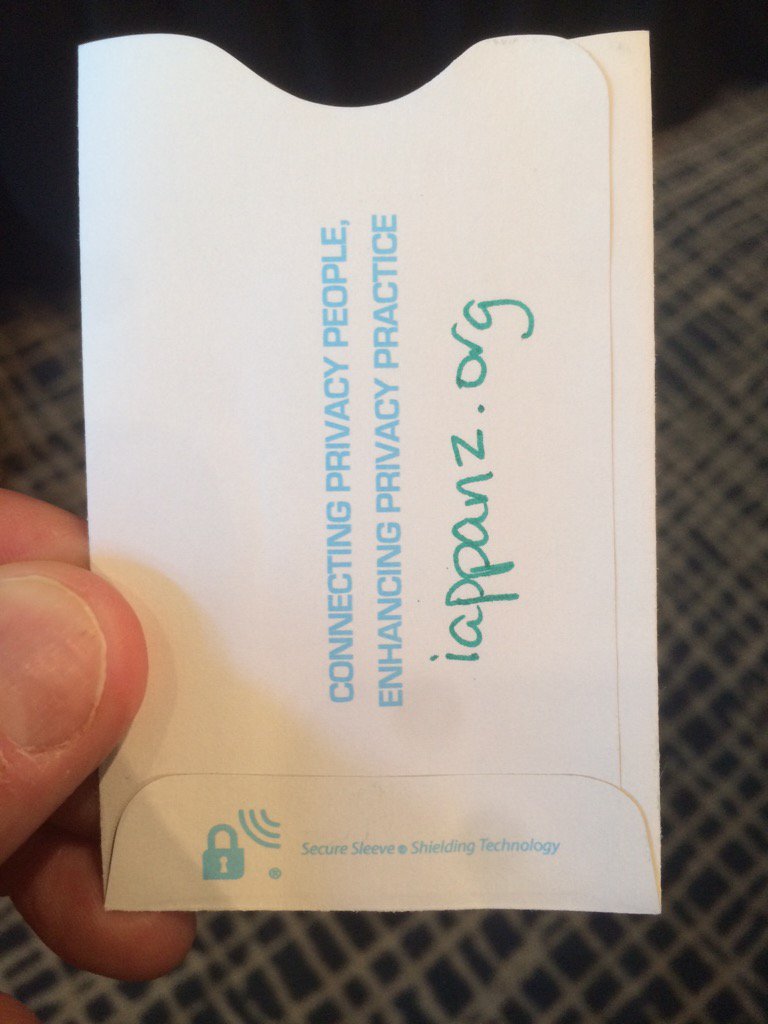 CONNECTING PRIVACY PEOPLE,
ENHANCING PRIVACY PRACTICE
iappanz.org
® Secure Sleeve ® Shielding Technology